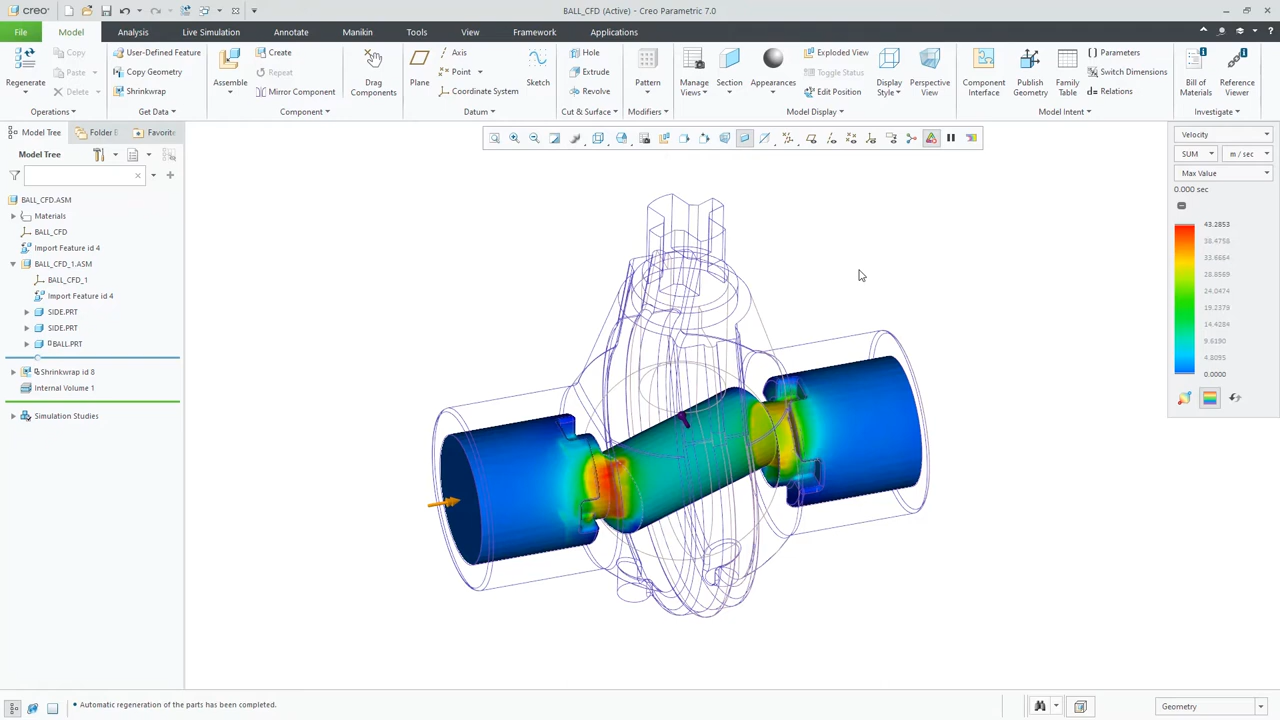 creo
BALL_CFD (Active) - Creo Parametric 7.0
File
Model
Analysis
Live Simulation
Annotate
Manikin
Tools
View
Framework
Applications
Regenerate
Copy
Paste
Delete
Operations
User-Defined Feature
Copy Geometry
Shrinkwrap
Get Data
Assemble
Create
Repeat
Mirror Component
Component
Drag Components
Plane
Axis
Point
Coordinate System
Sketch
Datum
Hole
Extrude
Revolve
Cut & Surface
Pattern
Modifiers
Manage Views
Section
Appearances
Exploded View
Toggle Status
Edit Position
Display Style
Perspective View
Model Display
Component Interface
Publish Geometry
Family Table
Parameters
Switch Dimensions
Relations
Model Intent
Bill of Materials
Reference Viewer
Investigate
Model Tree
Folder
Favorite
Model Tree
BALL_CFD.ASM
Materials
BALL_CFD
Import Feature id 4
BALL_CFD_1.ASM
BALL_CFD_1
Import Feature id 4
SIDE.PRT
SIDE.PRT
BALL.PRT
Shrinkwrap id 8
Internal Volume 1
Simulation Studies
Velocity
SUM
m / sec
Max Value
0.000 sec
43.2853
38.4758
33.6664
28.8569
24.0474
19.2379
14.4284
9.6190
4.8095
0.0000
• Automatic regeneration of the parts has been completed.
Geometry